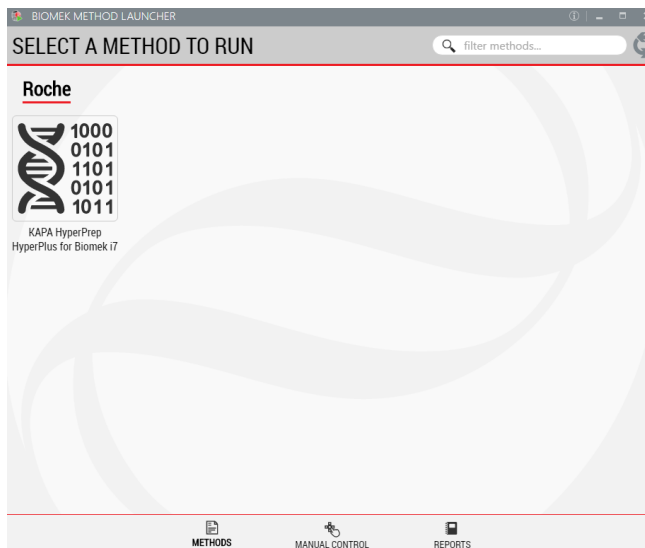 BIOMEK METHOD LAUNCHER
SELECT A METHOD TO RUN
filter methods...
Roche
1000
0101
1101
0101
1011
KAPA HyperPrep
HyperPlus for Biomek i7
METHODS
MANUAL CONTROL
REPORTS